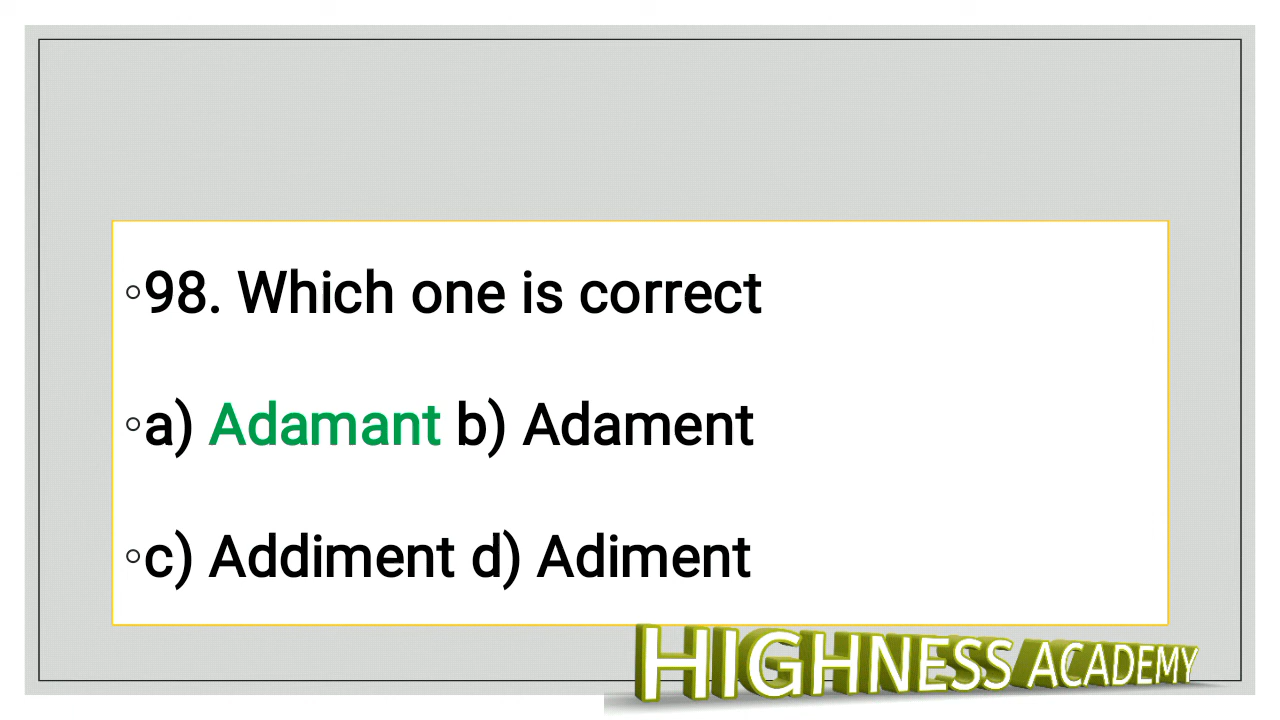 ◦98. Which one is correct
◦a) Adamant b) Adament
◦c) Addiment d) Adiment
HIGHNESS ACADEMY